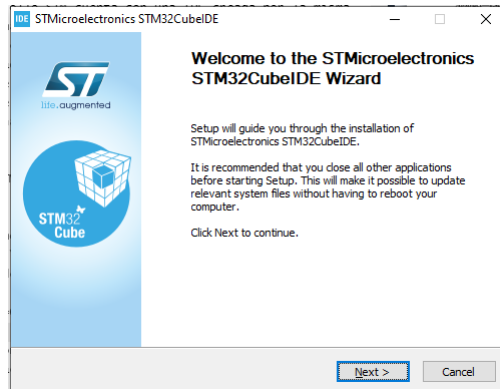 IDE STMicroelectronics STM32CubeIDE
ST
life.augmented
STM32
Cube
Welcome to the STMicroelectronics
STM32CubeIDE Wizard
Setup will guide you through the installation of
STMicroelectronics STM32CubeIDE.
It is recommended that you close all other applications
before starting Setup. This will make it possible to update
relevant system files without having to reboot your
computer.
Click Next to continue.
Next >
Cancel